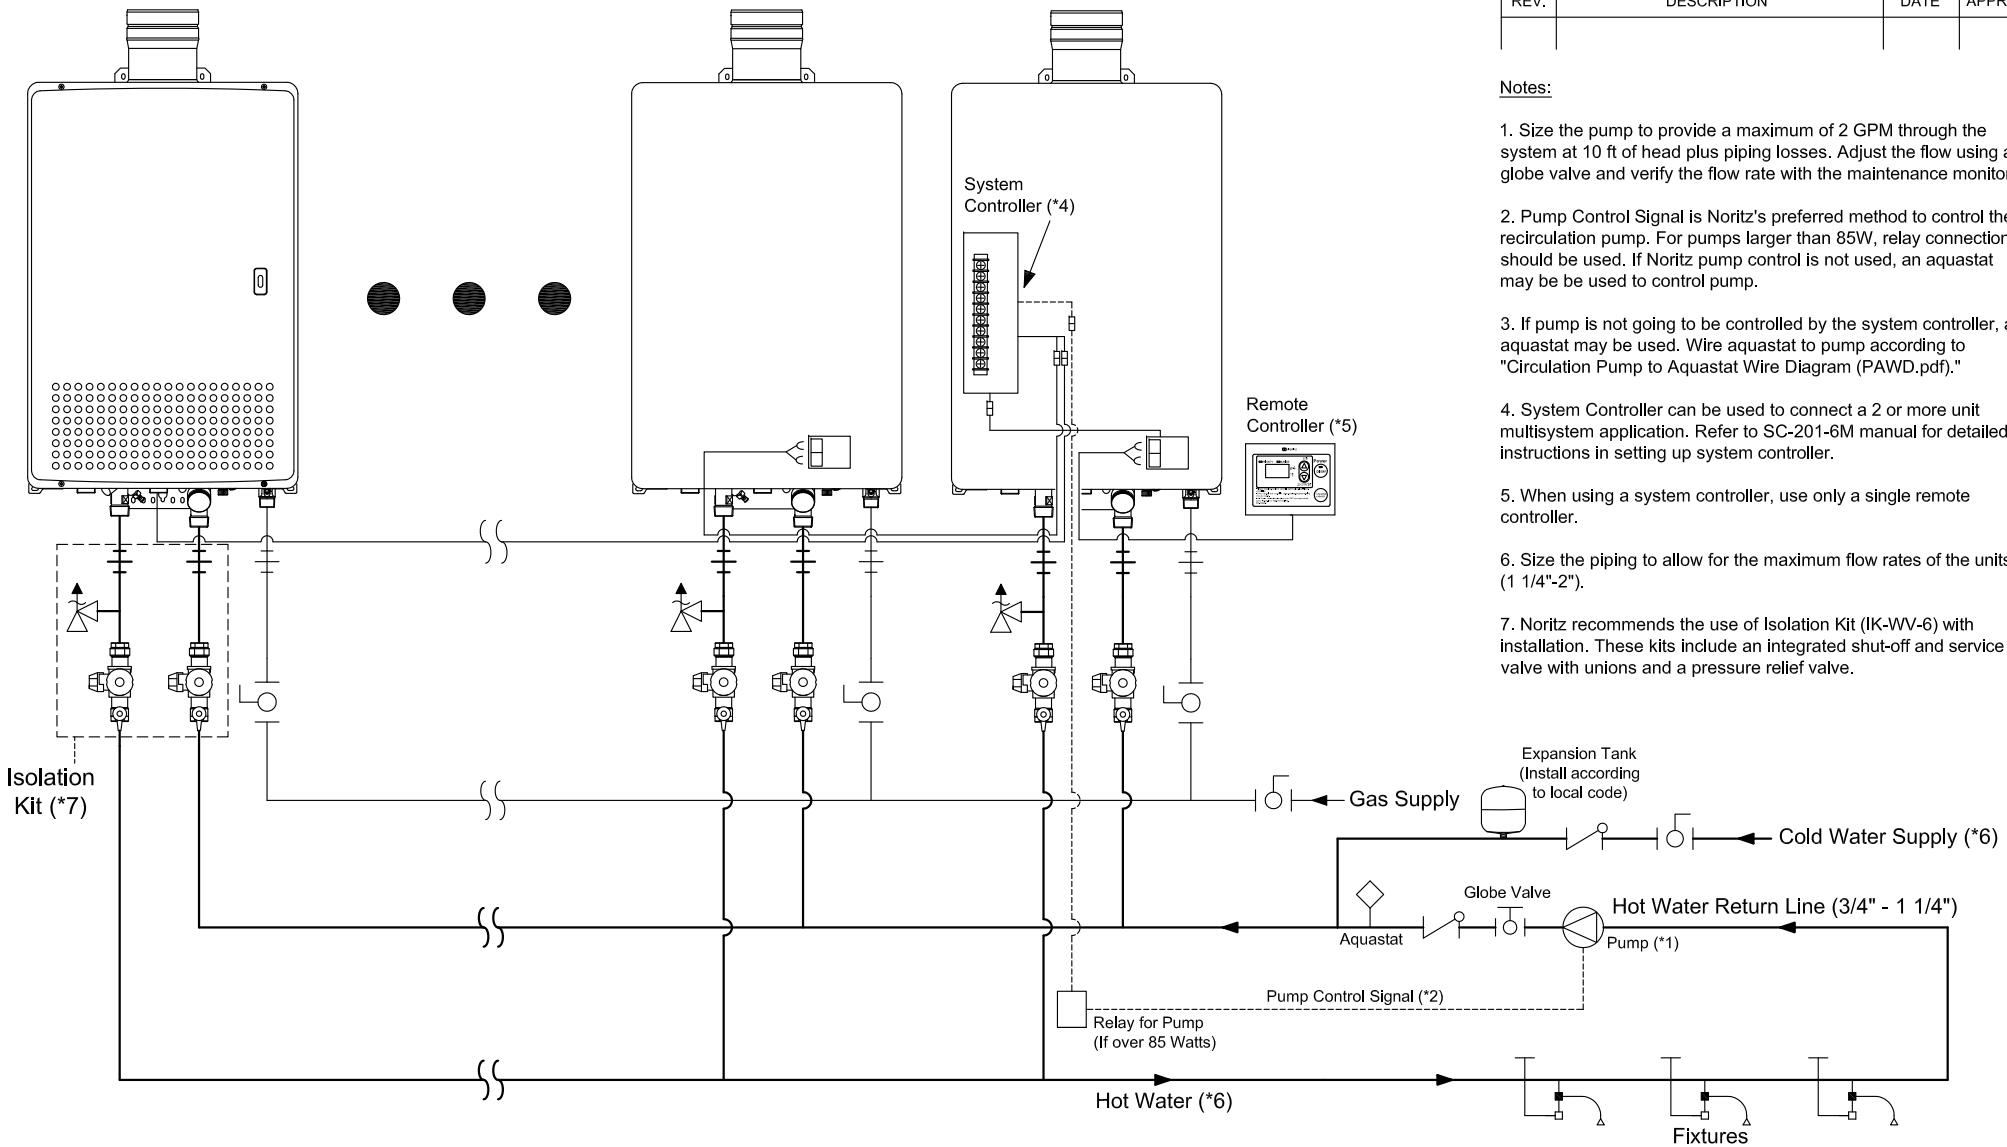 REV.
DESCRIPTION
DATE
Notes:
1. Size the pump to provide a maximum of 2 GPM through the
system at 10 ft of head plus piping losses. Adjust the flow using
globe valve and verify the flow rate with the maintenance monitor
2. Pump Control Signal is Noritz's preferred method to control the
recirculation pump. For pumps larger than 85W, relay connection
should be used. If Noritz pump control is not used, an aquastat
may be be used to control pump.
3. If pump is not going to be controlled by the system controller,
aquastat may be used. Wire aquastat to pump according to
"Circulation Pump to Aquastat Wire Diagram (PAWD.pdf)."
4. System Controller can be used to connect a 2 or more unit
multisystem application. Refer to SC-201-6M manual for detailed
instructions in setting up system controller.
5. When using a system controller, use only a single remote
controller.
6. Size the piping to allow for the maximum flow rates of the units
(1 1/4"-2").
7. Noritz recommends the use of Isolation Kit (IK-WV-6) with
installation. These kits include an integrated shut-off and service
valve with unions and a pressure relief valve.
System
Controller (*4)
Remote
Controller (*5)
Power
Isolation
Kit (*7)
Expansion Tank
(Install according
to local code)
Gas Supply
Cold Water Supply (*6)
Globe Valve
Hot Water Return Line (3/4" - 1 1/4")
Aquastat
Pump (*1)
Pump Control Signal (*2)
Relay for Pump
(If over 85 Watts)
Hot Water (*6)
Fixtures